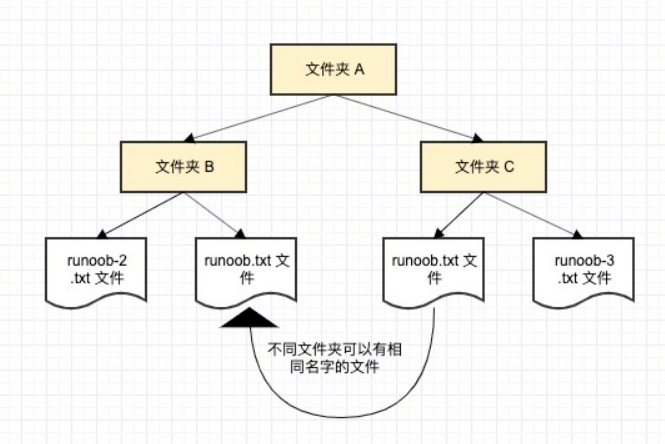 文件夹 A
文件夹 B
文件夹 C
runoob-2
.txt 文件
runoob.txt 文
件
runoob.txt 文
件
runoob-3
.txt 文件
不同文件夹可以有相
同名字的文件